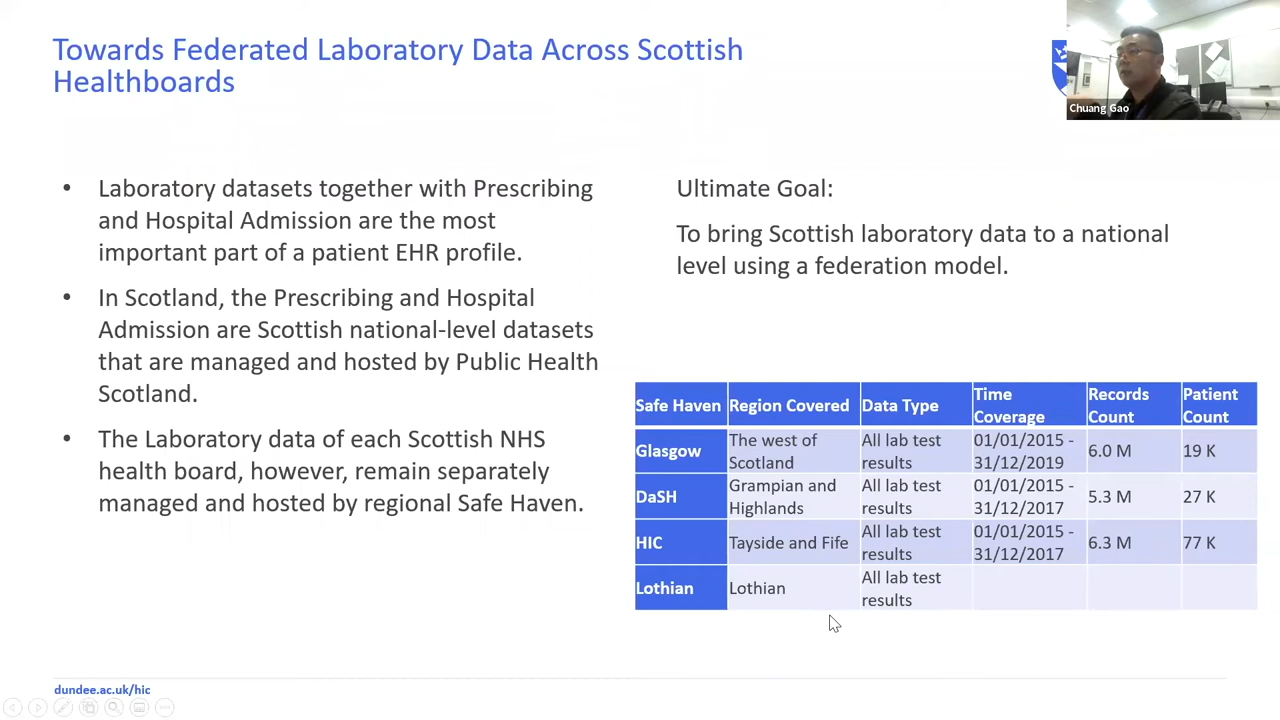 Towards Federated Laboratory Data Across Scottish
Healthboards
Chuang Gao
• Laboratory datasets together with Prescribing
and Hospital Admission are the most
important part of a patient EHR profile.
• In Scotland, the Prescribing and Hospital
Admission are Scottish national-level datasets
that are managed and hosted by Public Health
Scotland.
• The Laboratory data of each Scottish NHS
health board, however, remain separately
managed and hosted by regional Safe Haven.
Ultimate Goal:
To bring Scottish laboratory data to a national
level using a federation model.
Safe Haven Region Covered Data Type Time Coverage Records Count Patient Count
Glasgow The west of Scotland All lab test results 01/01/2015 - 31/12/2019 6.0 M 19 K
DaSH Grampian and Highlands All lab test results 01/01/2015 - 31/12/2017 5.3 M 27 K
HIC Tayside and Fife All lab test results 01/01/2015 - 31/12/2017 6.3 M 77 K
Lothian Lothian All lab test results
dundee.ac.uk/hic